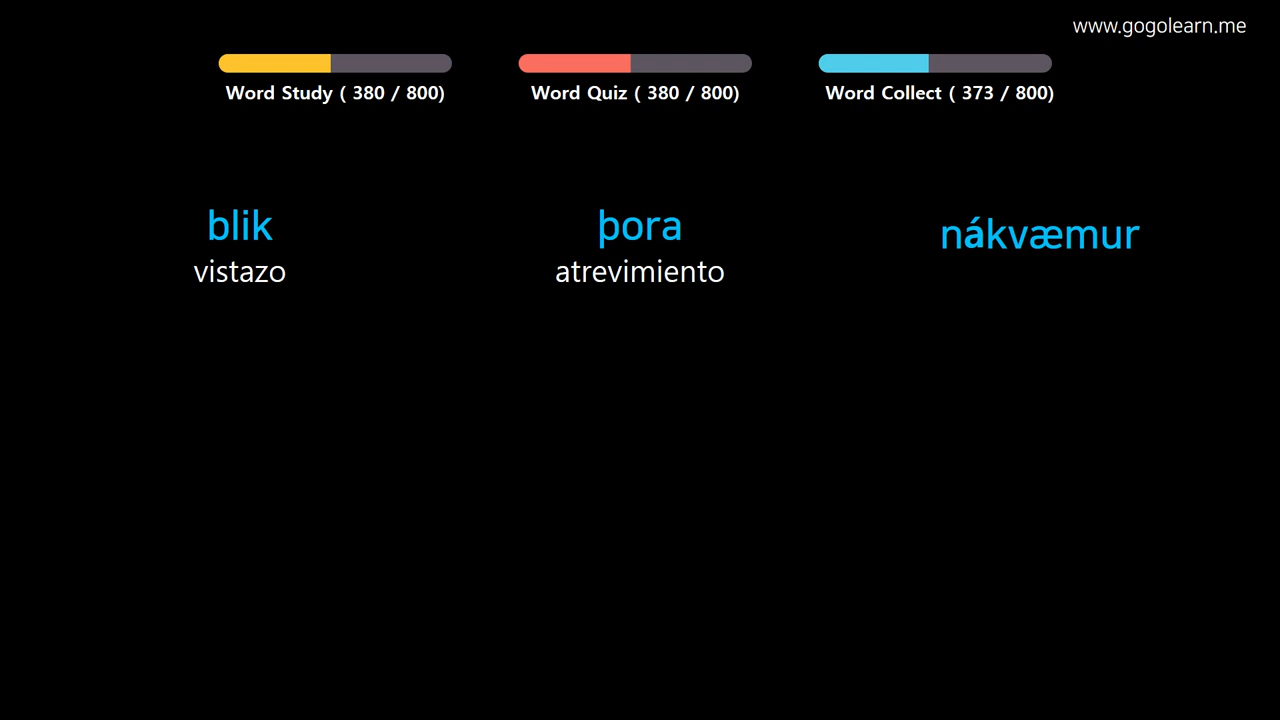 www.gogolearn.me
Word Study ( 380 / 800)
Word Quiz ( 380 / 800)
Word Collect ( 373 / 800)
blik
vistazo
þora
atrevimiento
nákvæmur